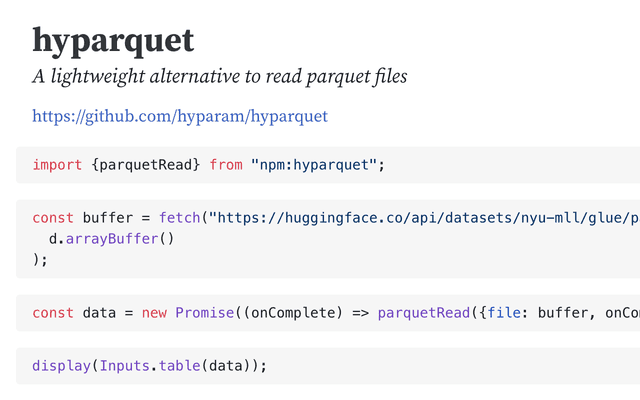 hyparquet
A lightweight alternative to read parquet files
https://github.com/hyparam/hyparquet
import {parquetRead} from "npm:hyparquet";
const buffer = fetch("https://huggingface.co/api/datasets/nyu-mll/glue/p
d.arrayBuffer()
);
const data = new Promise((onComplete) => parquetRead({file: buffer, onCo
display(Inputs.table(data));